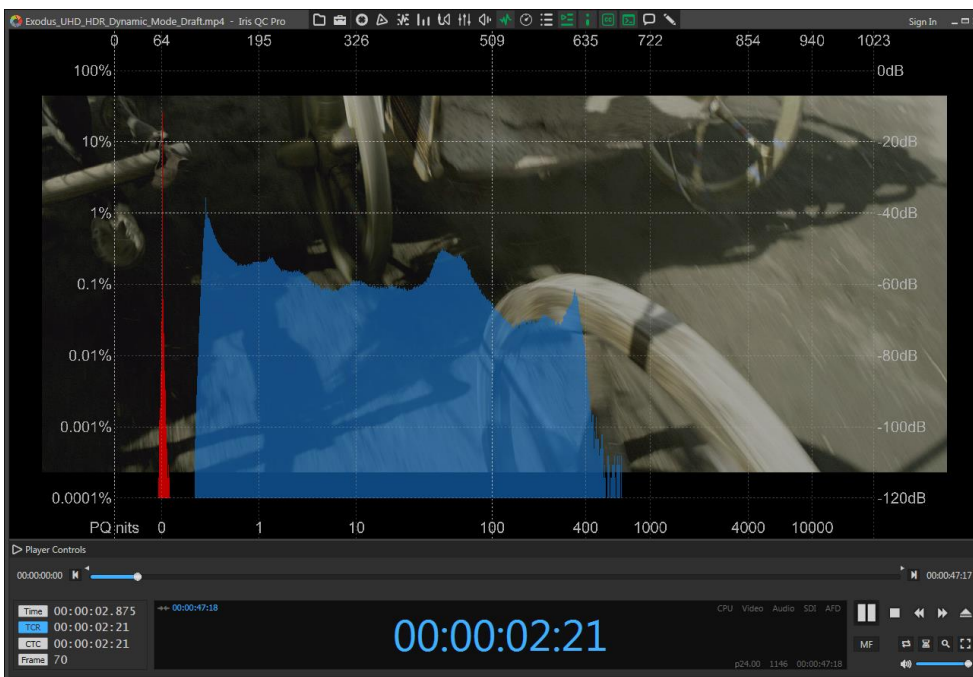 Exodus_UHD_HDR_Dynamic_Mode_Draft.mp4 - Iris QC Pro
Sign In
0 64 195 326 509 635 722 854 940 1023
100% 0dB
10% -20dB
1% -40dB
0.1% -60dB
0.01% -80dB
0.001% -100dB
0.0001% -120dB
PQ nits 0 1 10 100 400 1000 4000 10000
Player Controls
00:00:00:00 00:00:47:17
Time 00:00:02.875
TCR 00:00:02:21
CTC 00:00:02:21
Frame 70
00:00:47:18
CPU Video Audio SDI AFD
00:00:02:21
p24.00 1146 00:00:47:18
MF